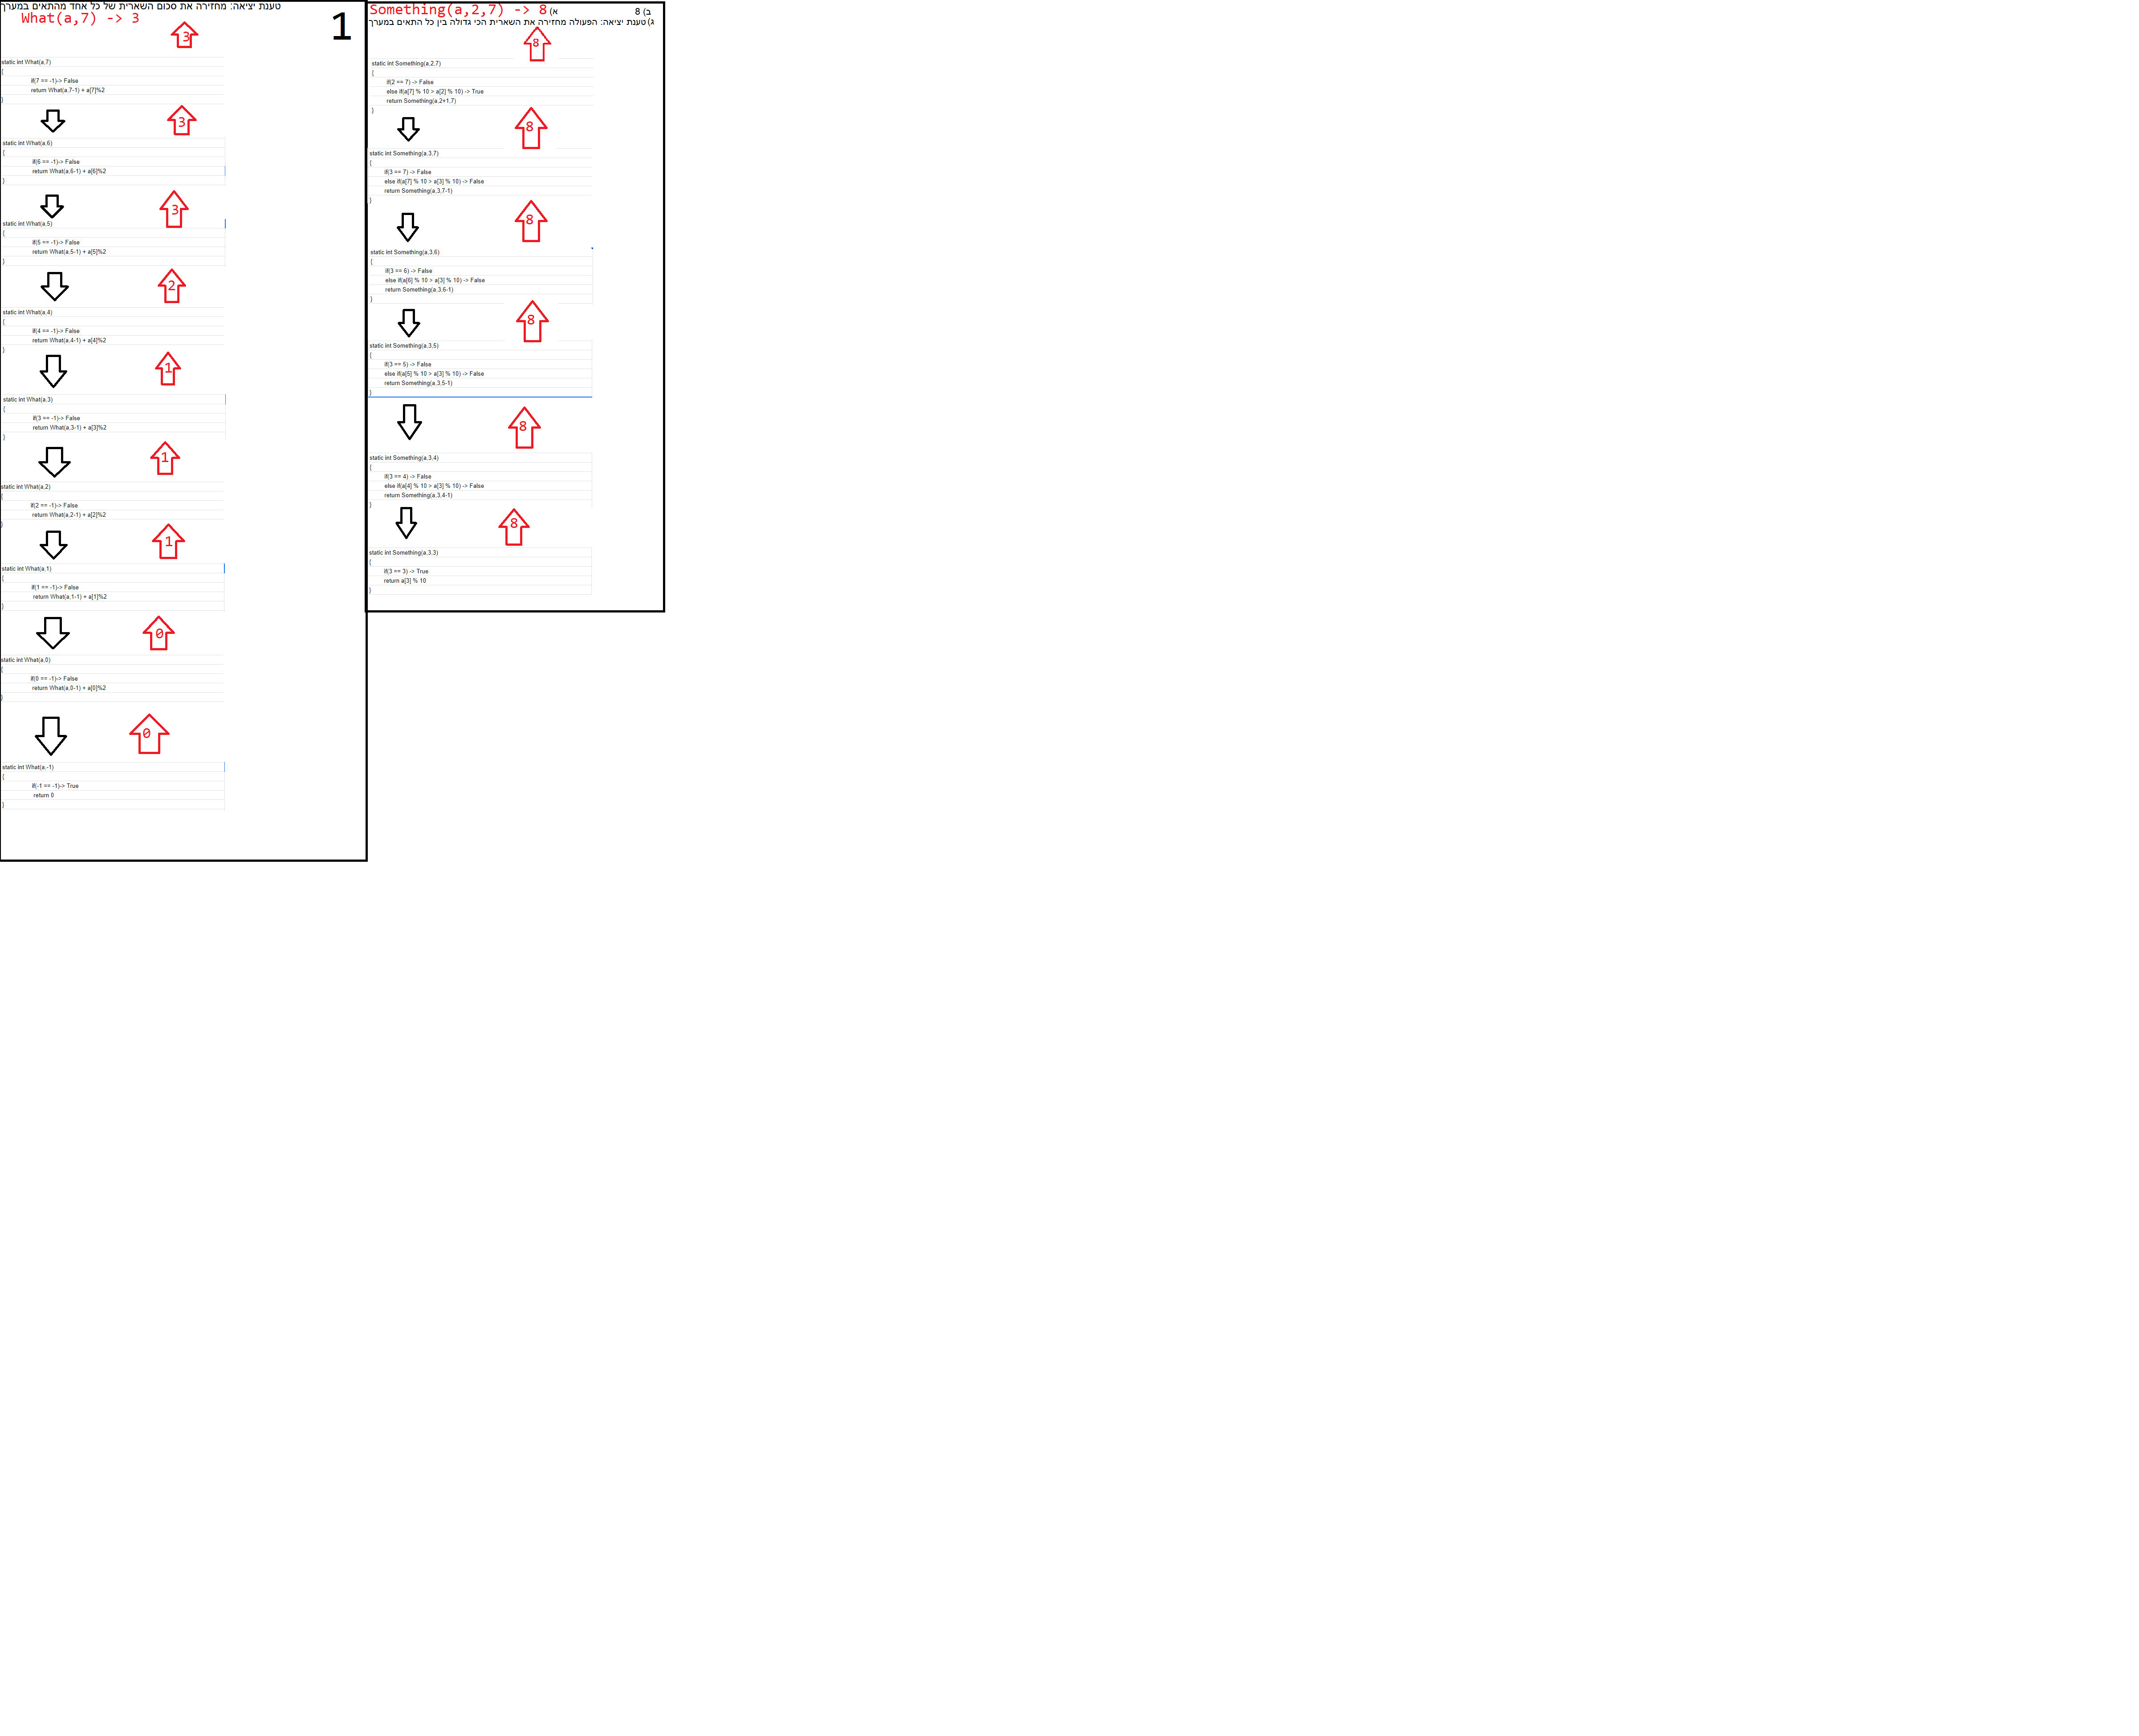 טענת יציאה: מחזירה את סכום השארית של כל אחד מהתאים במערך
What(a,7) -> 3
1
3
static int What(a,7)
{
if(7 == -1)-> False
return What(a,7-1) + a[7]%2
}
3
static int What(a,6)
{
if(6 == -1)-> False
return What(a,6-1) + a[6]%2
}
3
static int What(a,5)
{
if(5 == -1)-> False
return What(a,5-1) + a[5]%2
}
2
static int What(a,4)
{
if(4 == -1)-> False
return What(a,4-1) + a[4]%2
}
1
static int What(a,3)
{
if(3 == -1)-> False
return What(a,3-1) + a[3]%2
}
1
static int What(a,2)
{
if(2 == -1)-> False
return What(a,2-1) + a[2]%2
}
1
static int What(a,1)
{
if(1 == -1)-> False
return What(a,1-1) + a[1]%2
}
0
static int What(a,0)
{
if(0 == -1)-> False
return What(a,0-1) + a[0]%2
}
0
static int What(a,-1)
{
if(-1 == -1)-> True
return 0
}
א) Something(a,2,7) -> 8
ב) 8
ג) טענת יציאה: הפעולה מחזירה את השארית הכי גדולה בין כל התאים במערך
8
static int Something(a,2,7)
{
if(2 == 7) -> False
else if(a[7] % 10 > a[2] % 10) -> True
return Something(a,2+1,7)
}
8
static int Something(a,3,7)
{
if(3 == 7) -> False
else if(a[7] % 10 > a[3] % 10) -> False
return Something(a,3,7-1)
}
8
static int Something(a,3,6)
{
if(3 == 6) -> False
else if(a[6] % 10 > a[3] % 10) -> False
return Something(a,3,6-1)
}
8
static int Something(a,3,5)
{
if(3 == 5) -> False
else if(a[5] % 10 > a[3] % 10) -> False
return Something(a,3,5-1)
}
8
static int Something(a,3,4)
{
if(3 == 4) -> False
else if(a[4] % 10 > a[3] % 10) -> False
return Something(a,3,4-1)
}
8
static int Something(a,3,3)
{
if(3 == 3) -> True
return a[3] % 10
}